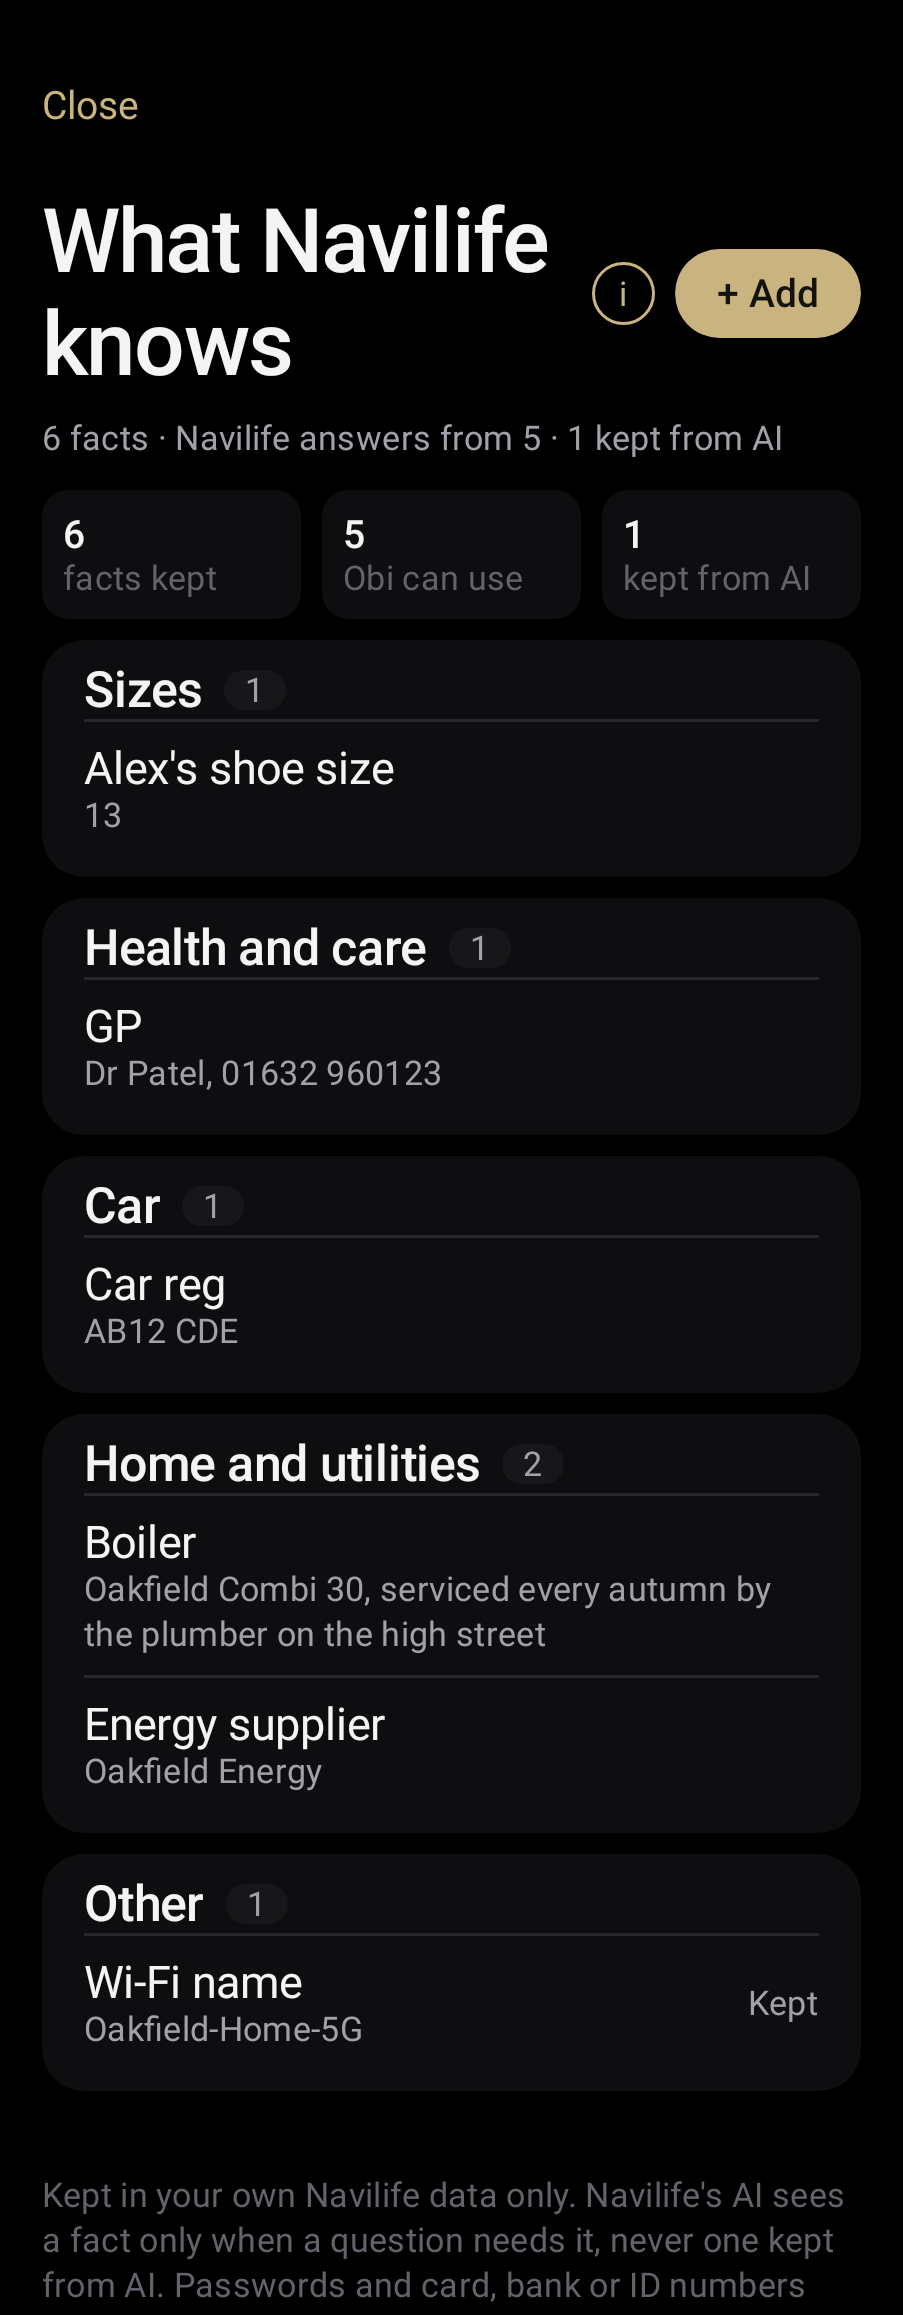 Close
What Navilife
knows
i
+ Add
6 facts · Navilife answers from 5 · 1 kept from AI
6
facts kept
5
Obi can use
1
kept from AI
Sizes 1
Alex's shoe size
13
Health and care 1
GP
Dr Patel, 01632 960123
Car 1
Car reg
AB12 CDE
Home and utilities 2
Boiler
Oakfield Combi 30, serviced every autumn by
the plumber on the high street
Energy supplier
Oakfield Energy
Other 1
Wi-Fi name
Oakfield-Home-5G
Kept
Kept in your own Navilife data only. Navilife's AI sees
a fact only when a question needs it, never one kept
from AI. Passwords and card, bank or ID numbers